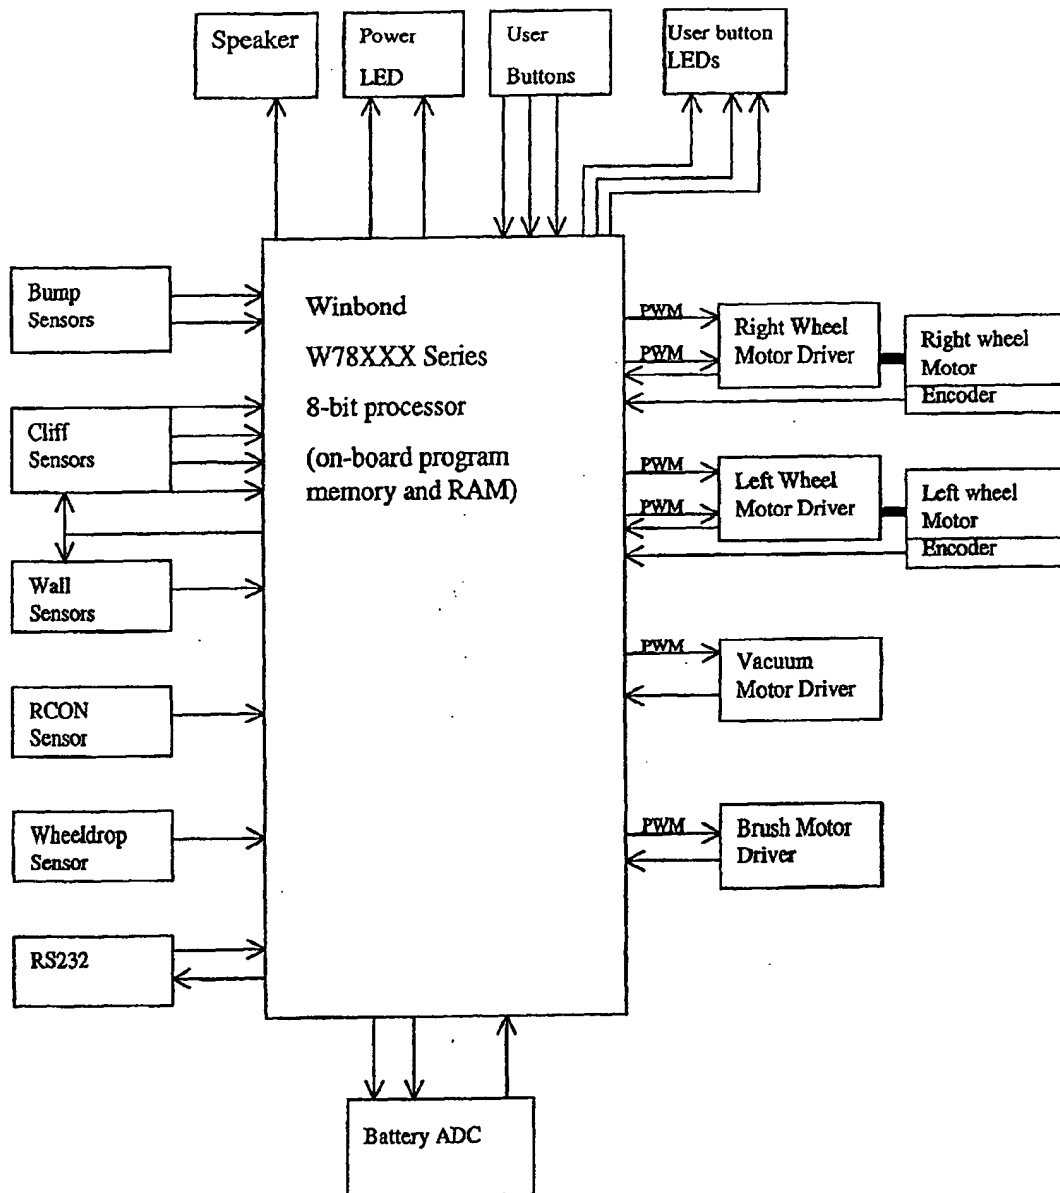 Speaker
Power
LED
User
Buttons
User button
LEDs
Bump
Sensors
Winbond
W78XXX Series
8-bit processor
(on-board program
memory and RAM)
Cliff
Sensors
Wall
Sensors
RCON
Sensor
Wheeldrop
Sensor
RS232
PWM
PWM
Right Wheel
Motor Driver
Right wheel
Motor
Encoder
PWM
PWM
Left Wheel
Motor Driver
Left wheel
Motor
Encoder
PWM
Vacuum
Motor Driver
PWM
Brush Motor
Driver
Battery ADC